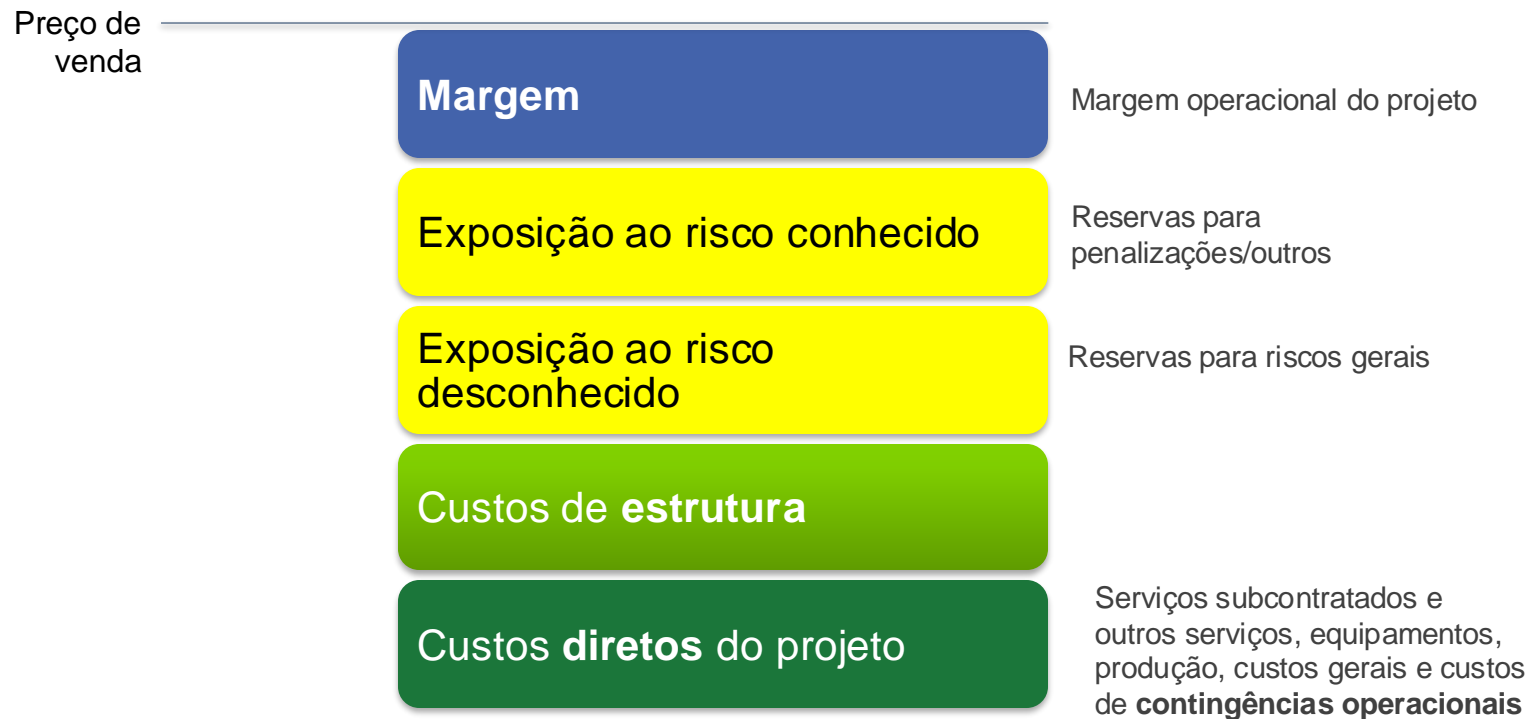 Preço de
venda
Margem
Margem operacional do projeto
Exposição ao risco conhecido
Reservas para
penalizações/outros
Exposição ao risco
desconhecido
Reservas para riscos gerais
Custos de estrutura
Custos diretos do projeto
Serviços subcontratados e
outros serviços, equipamentos,
produção, custos gerais e custos
de contingências operacionais